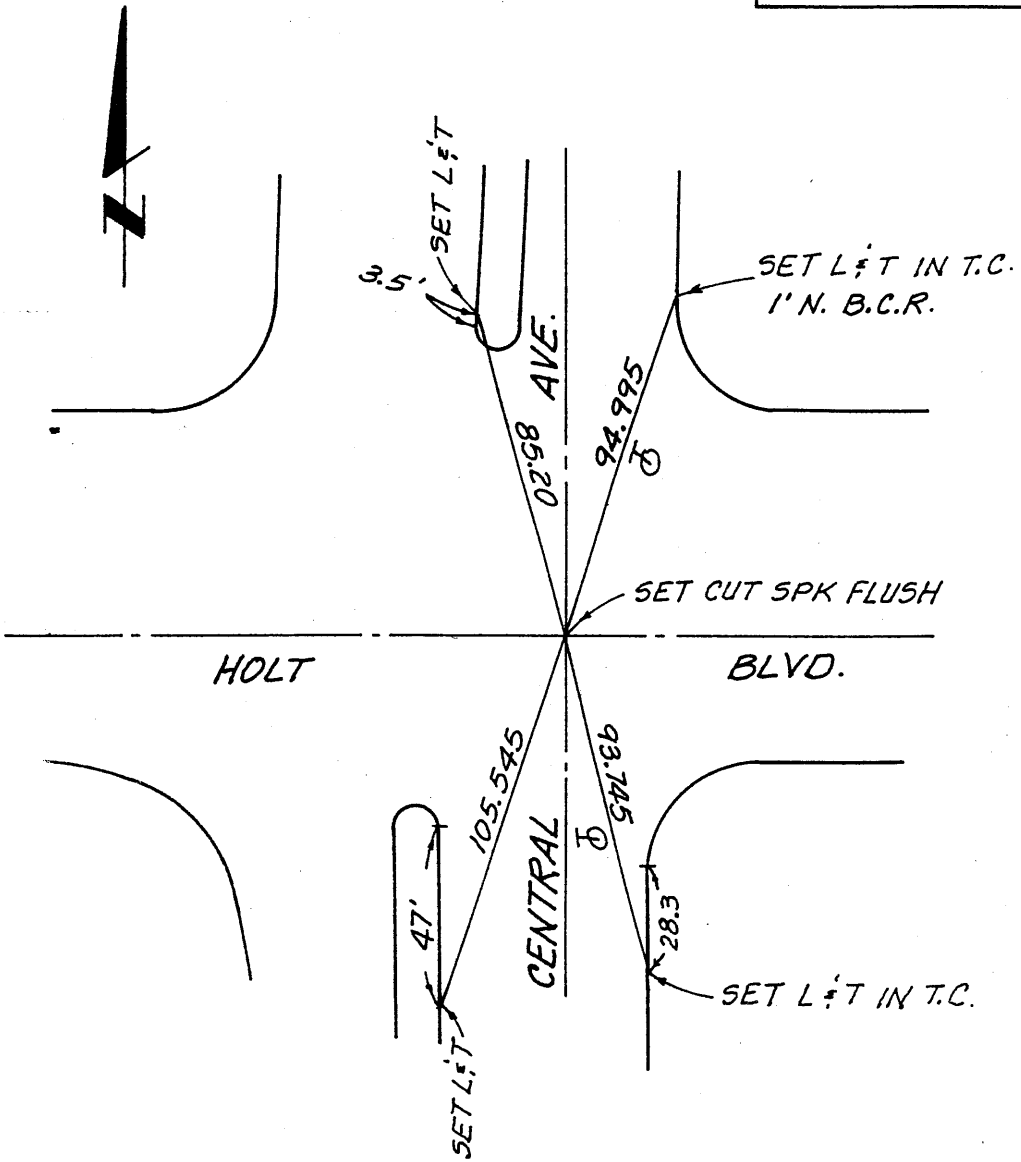 N
SET L & T
3.5'
SET L & T IN T.C.
1' N. B.C.R.
85.20
AVE.
94.995
SET CUT SPK FLUSH
HOLT
BLVD.
105.545
93.745
CENTRAL
47'
28.3
SET L & T IN T.C.
SET L & T